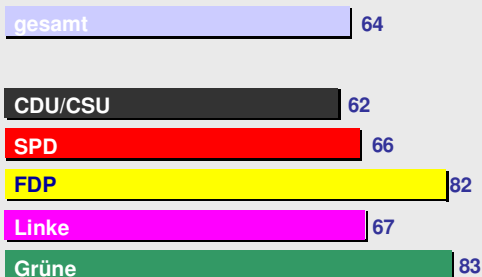 gesamt 64
CDU/CSU 62
SPD 66
FDP 82
Linke 67
Grüne 83